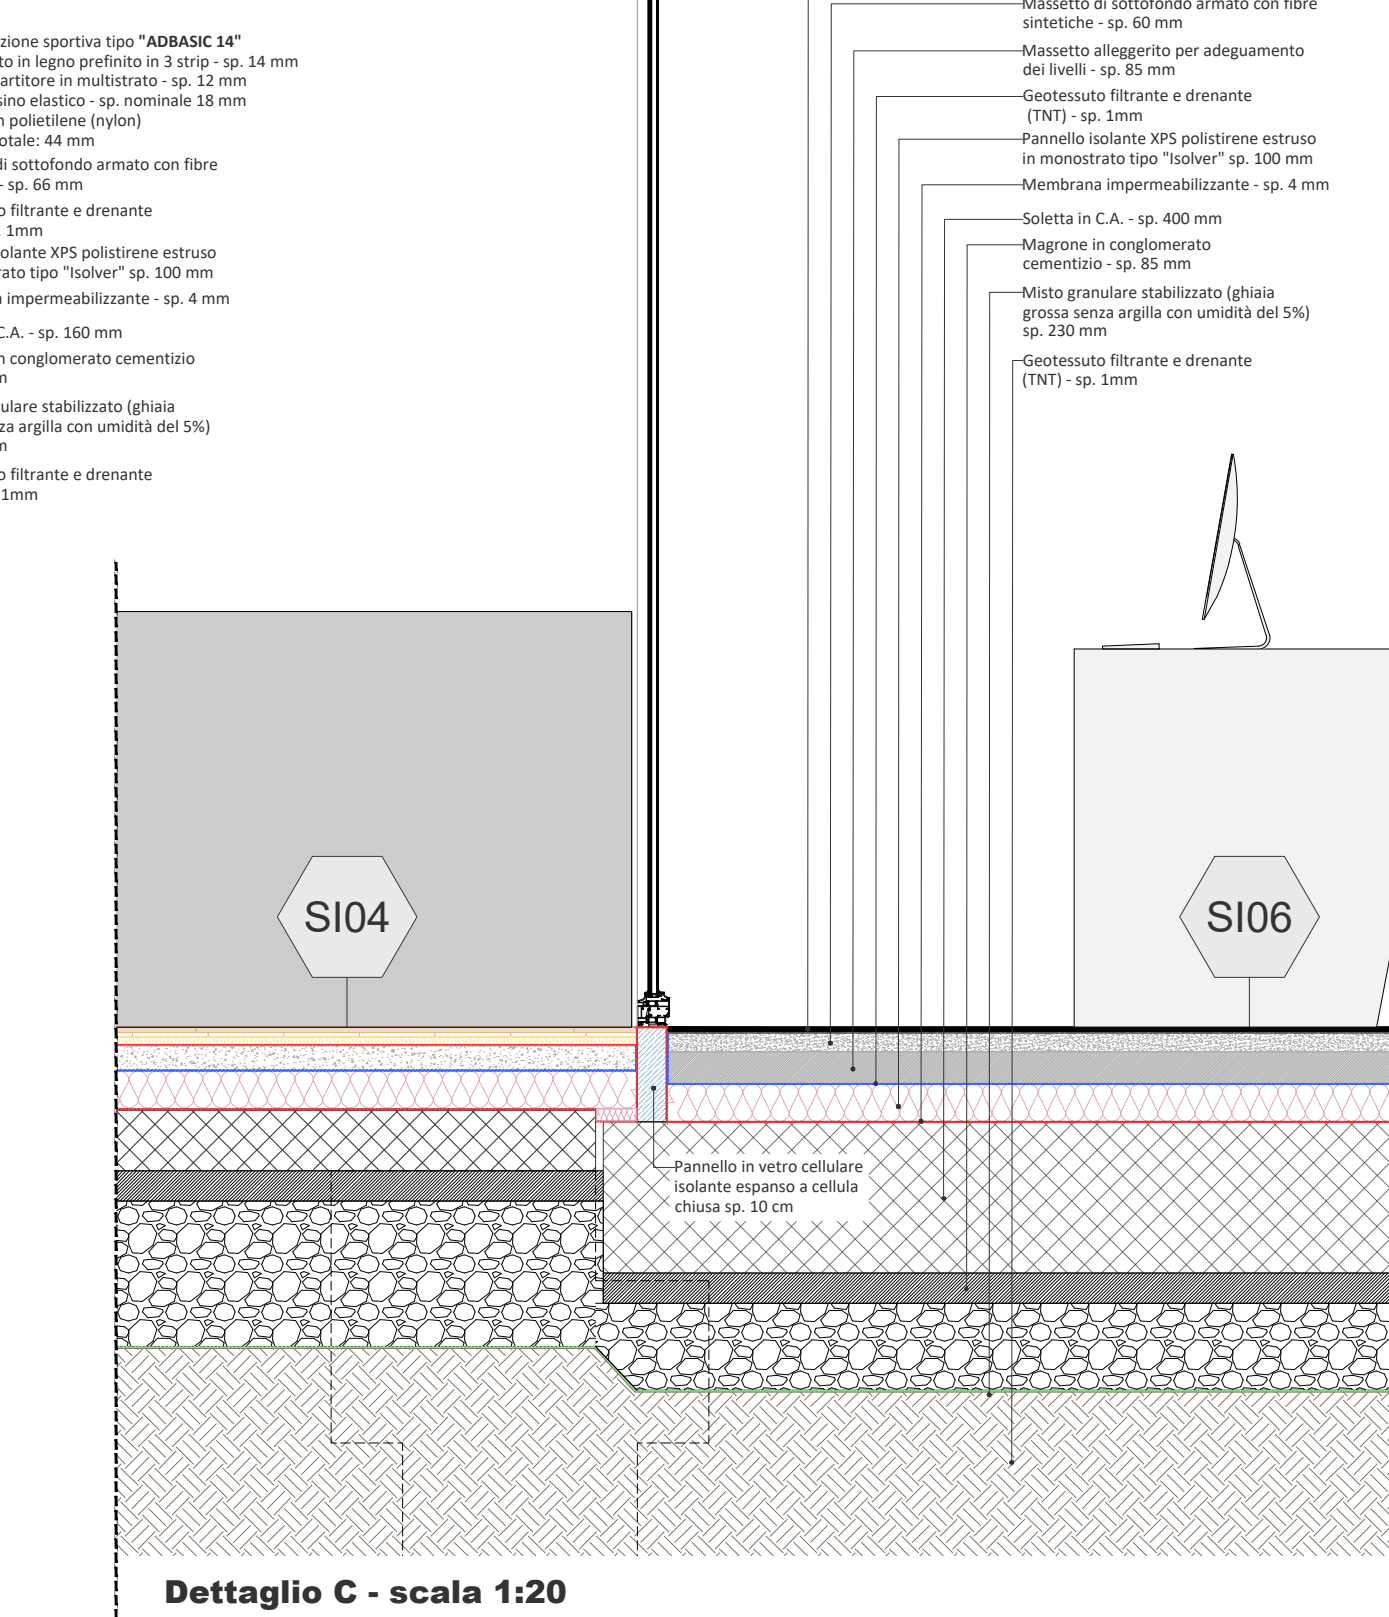 zione sportiva tipo "ADBASIC 14"
to in legno prefinito in 3 strip - sp. 14 mm
artitore in multistrato - sp. 12 mm
sino elastico - sp. nominale 18 mm
n polietilene (nylon)
otale: 44 mm
di sottofondo armato con fibre
- sp. 66 mm
o filtrante e drenante
. 1mm
solante XPS polistirene estruso
rato tipo "Isolver" sp. 100 mm
a impermeabilizzante - sp. 4 mm
C.A. - sp. 160 mm
n conglomerato cementizio
m
ulare stabilizzato (ghiaia
za argilla con umidità del 5%)
m
o filtrante e drenante
1mm
Massetto di sottofondo armato con fibre
sintetiche - sp. 60 mm
Massetto alleggerito per adeguamento
dei livelli - sp. 85 mm
Geotessuto filtrante e drenante
(TNT) - sp. 1mm
Pannello isolante XPS polistirene estruso
in monostrato tipo "Isolver" sp. 100 mm
Membrana impermeabilizzante - sp. 4 mm
Soletta in C.A. - sp. 400 mm
Magrone in conglomerato
cementizio - sp. 85 mm
Misto granulare stabilizzato (ghiaia
grossa senza argilla con umidità del 5%)
sp. 230 mm
Geotessuto filtrante e drenante
(TNT) - sp. 1mm
SI04
SI06
Pannello in vetro cellulare
isolante espanso a cellula
chiusa sp. 10 cm
Dettaglio C - scala 1:20